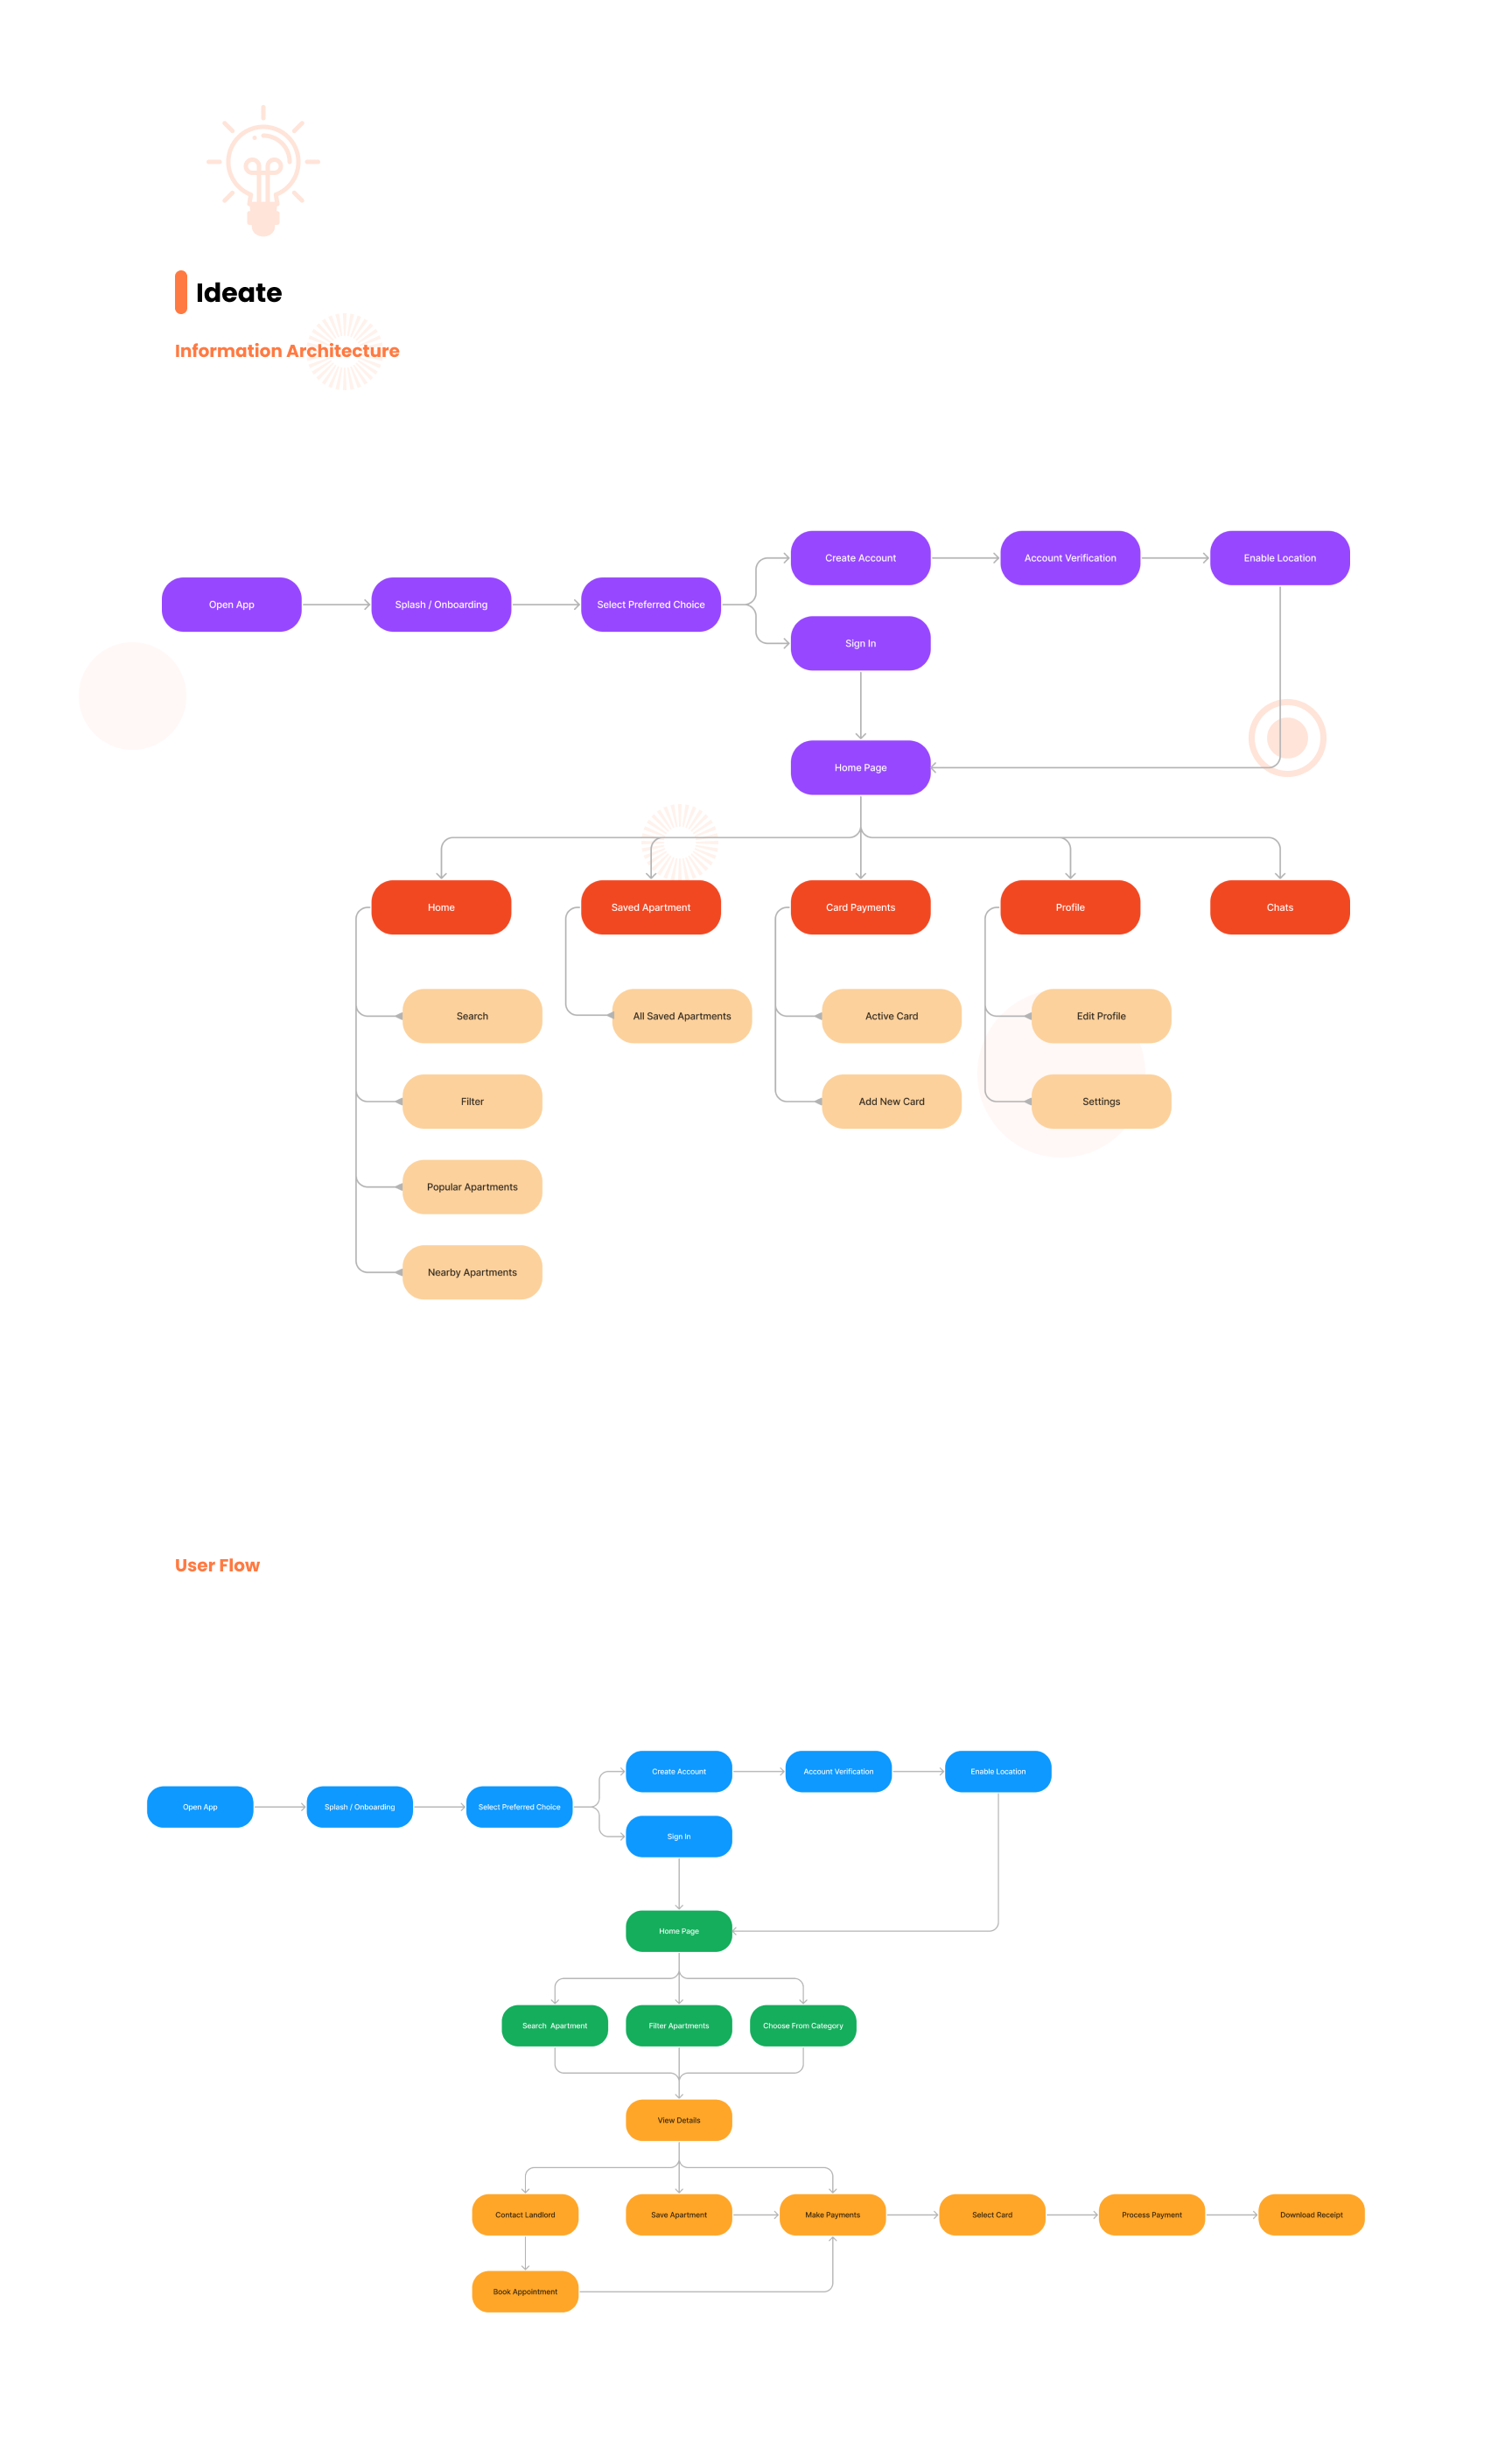 Ideate
Information Architecture
Create Account
Account Verification
Enable Location
Open App
Splash / Onboarding
Select Preferred Choice
Sign In
Home Page
Home
Saved Apartment
Card Payments
Profile
Chats
Search
All Saved Apartments
Active Card
Edit Profile
Filter
Add New Card
Settings
Popular Apartments
Nearby Apartments
User Flow
Create Account
Account Verification
Enable Location
Open App
Splash / Onboarding
Select Preferred Choice
Sign In
Home Page
Search Apartment
Filter Apartments
Choose From Category
View Details
Contact Landlord
Save Apartment
Make Payments
Select Card
Process Payment
Download Receipt
Book Appointment